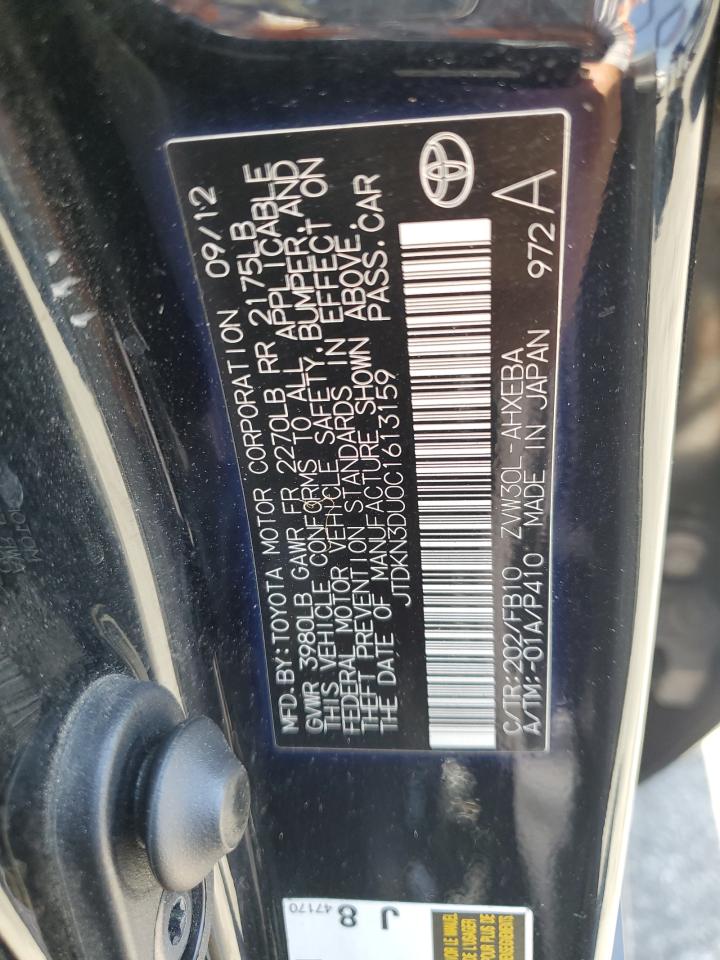 MFD. BY: TOYOTA MOTOR CORPORATION 09/12
GVWR 3980LB GAWR FR 2270LB RR 2175LB
THIS VEHICLE CONFORMS TO ALL APPLICABLE
FEDERAL MOTOR VEHICLE SAFETY, BUMPER, AND
THEFT PREVENTION STANDARDS IN EFFECT ON
THE DATE OF MANUFACTURE SHOWN ABOVE.
JTDKN3DU0C1613159 PASS.CAR
C/TR:202/FB10 ZVW30L-AHXEBA
A/TM:-01A/P410 MADE IN JAPAN 972 A
J 8
47170